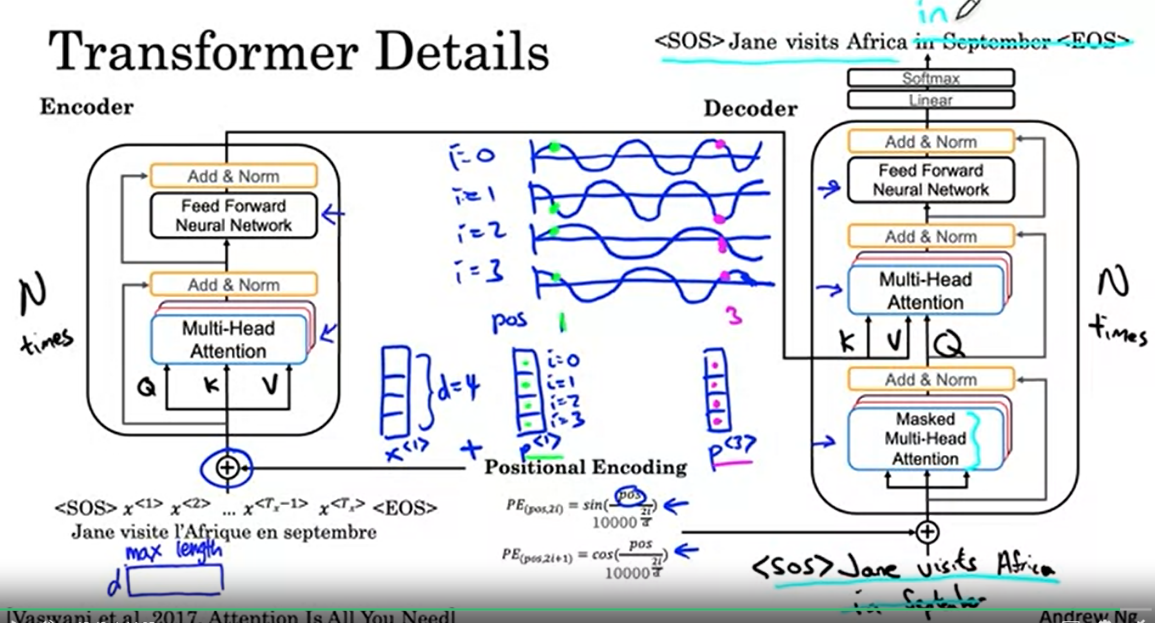 in
Transformer Details
<SOS> Jane visits Africa in September <EOS>
Softmax
Linear
Encoder
Decoder
Add & Norm
Feed Forward
Neural Network
Add & Norm
Multi-Head
Attention
Q K V
N
times
i=0
i=1
i=2
i=3
pos 1 3
d=4
i=0
i=1
i=2
i=3
x<1> + p<1> p<3>
Add & Norm
Feed Forward
Neural Network
Add & Norm
Multi-Head
Attention
K V Q
Add & Norm
Masked
Multi-Head
Attention
N
times
+
Positional Encoding
PE(pos,2i) = sin(pos/10000^(2i/d))
PE(pos,2i+1) = cos(pos/10000^(2i/d))
+
<SOS> x<1> x<2> ... x<Tx−1> x<Tx> <EOS>
Jane visite l'Afrique en septembre
max length
d
<SOS> Jane visits Africa
in September
[Vaswani et al. 2017, Attention Is All You Need]
Andrew Ng